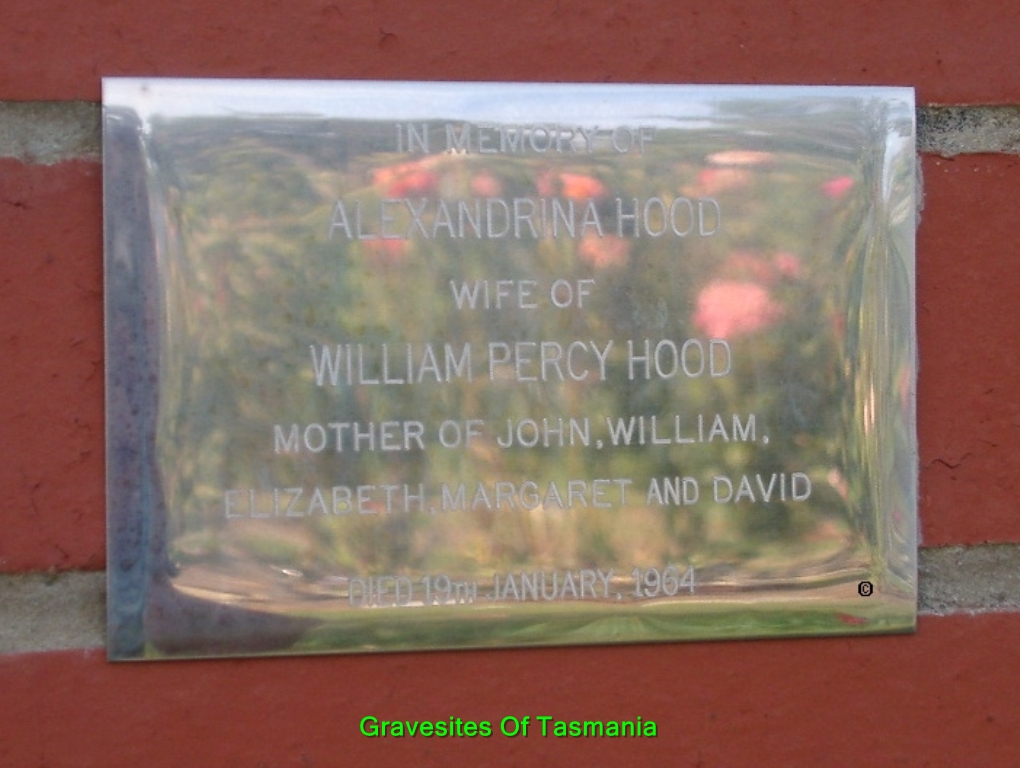 IN MEMORY OF
ALEXANDRINA HOOD
WIFE OF
WILLIAM PERCY HOOD
MOTHER OF JOHN, WILLIAM,
ELIZABETH, MARGARET AND DAVID
DIED 19TH JANUARY, 1964
©
Gravesites Of Tasmania